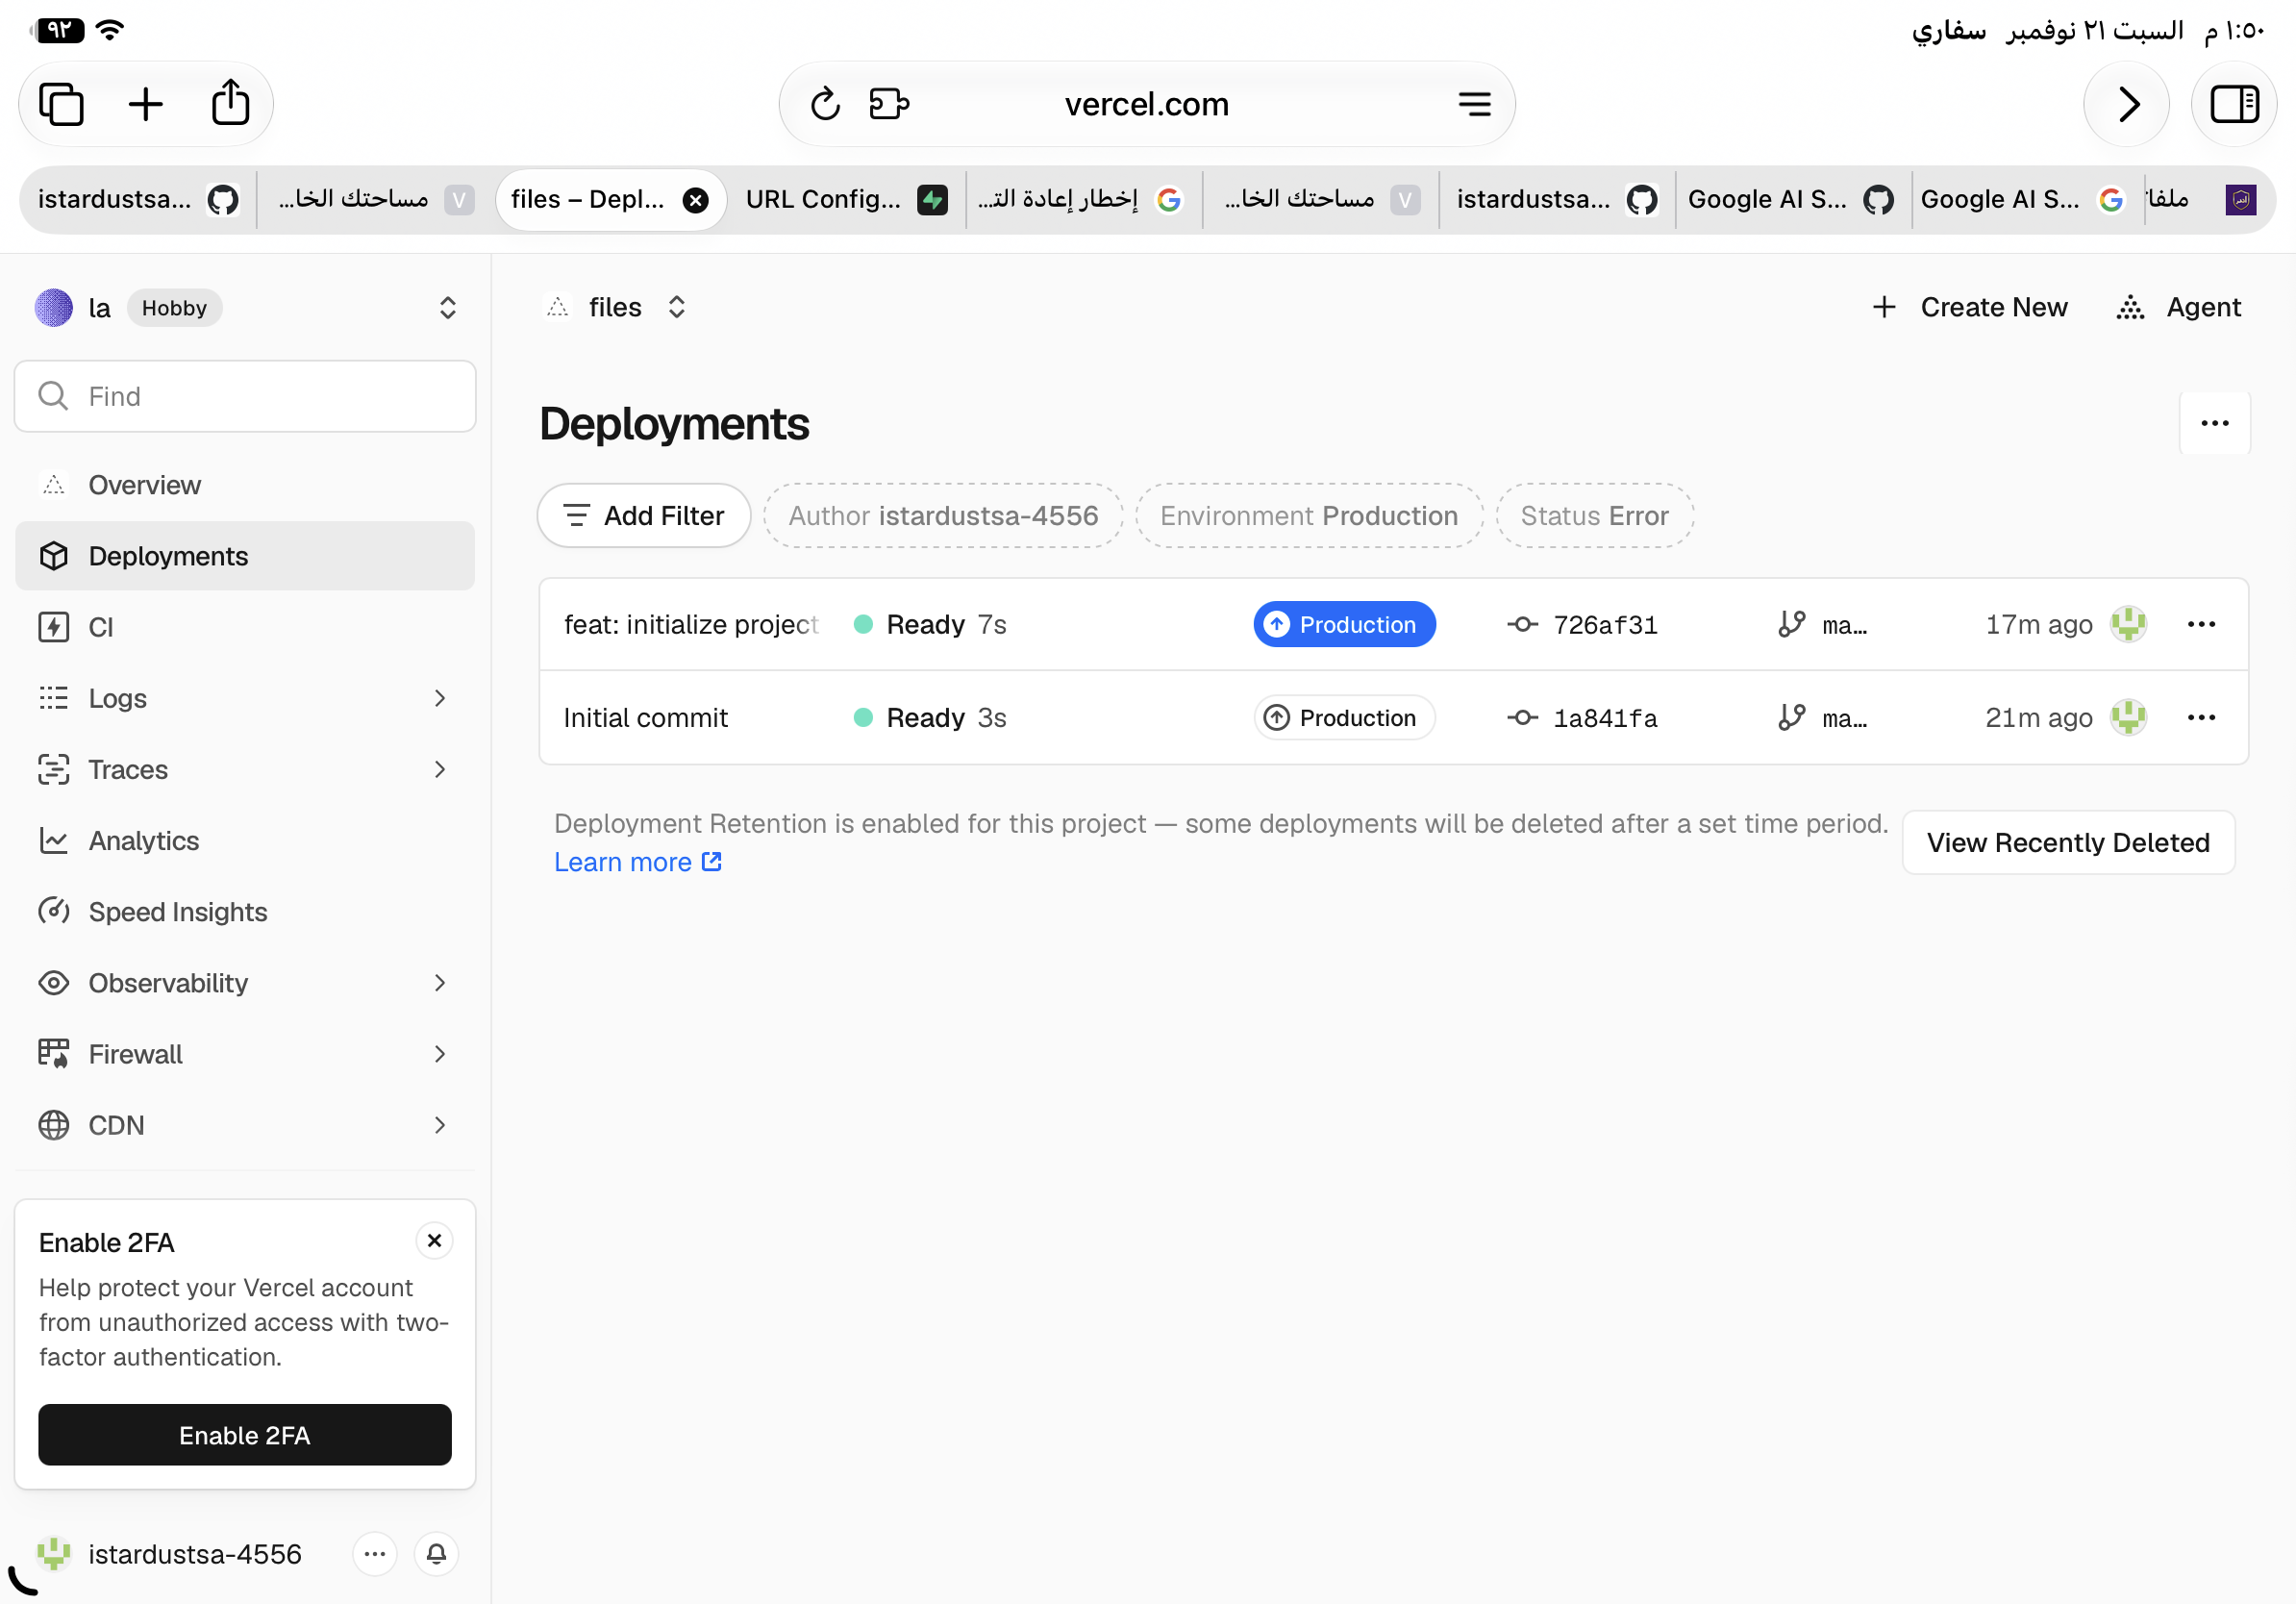 ٩٢
١:٥٠ م السبت ٢١ نوفمبر سفاري
vercel.com
istardustsa...
مساحتك الخا...
files – Depl...
URL Config...
إخطار إعادة الت...
مساحتك الخا...
istardustsa...
Google AI S...
Google AI S...
ملفا
la Hobby
files
Create New
Agent
Find
Overview
Deployments
CI
Logs
Traces
Analytics
Speed Insights
Observability
Firewall
CDN
Enable 2FA
Help protect your Vercel account
from unauthorized access with two-
factor authentication.
Enable 2FA
istardustsa-4556
Deployments
Add Filter
Author istardustsa-4556
Environment Production
Status Error
feat: initialize project Ready 7s Production 726af31 ma... 17m ago
Initial commit Ready 3s Production 1a841fa ma... 21m ago
Deployment Retention is enabled for this project — some deployments will be deleted after a set time period.
Learn more
View Recently Deleted